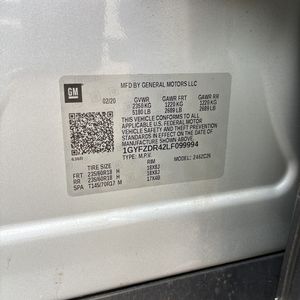 GM
MFD BY GENERAL MOTORS LLC
02/20 GVWR GAWR FRT GAWR RR
2350 KG 1220 KG 1220 KG
5180 LB 2689 LB 2689 LB
THIS VEHICLE CONFORMS TO ALL
APPLICABLE U.S. FEDERAL MOTOR
VEHICLE SAFETY AND THEFT PREVENTION
STANDARDS IN EFFECT ON THE DATE OF
MANUFACTURE SHOWN ABOVE.
1GYFZDR42LF099994
TYPE: M.P.V. MODEL: 
TIRE SIZE RIM
FRT 235/60R18 H 18X8J
RR 235/60R18 H 18X8J
SPA T145/70R17 M 17X4B